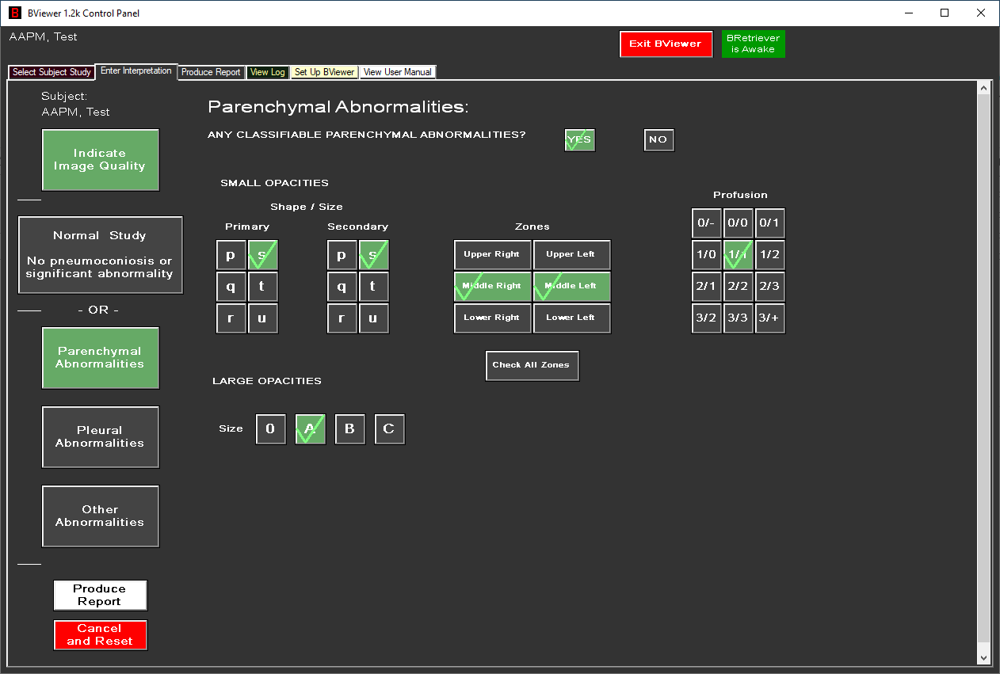 B BViewer 1.2k Control Panel
AAPM, Test
Exit BViewer
BRetriever
is Awake
Select Subject Study
Enter Interpretation
Produce Report
View Log
Set Up BViewer
View User Manual
Subject:
AAPM, Test
Indicate
Image Quality
Normal Study
No pneumoconiosis or
significant abnormality
- OR -
Parenchymal
Abnormalities
Pleural
Abnormalities
Other
Abnormalities
Produce
Report
Cancel
and Reset
Parenchymal Abnormalities:
ANY CLASSIFIABLE PARENCHYMAL ABNORMALITIES?
YES
NO
SMALL OPACITIES
Shape / Size
Primary
p s
q t
r u
Secondary
p s
q t
r u
Zones
Upper Right Upper Left
Middle Right Middle Left
Lower Right Lower Left
Check All Zones
Profusion
0/- 0/0 0/1
1/0 1/1 1/2
2/1 2/2 2/3
3/2 3/3 3/+
LARGE OPACITIES
Size 0 A B C